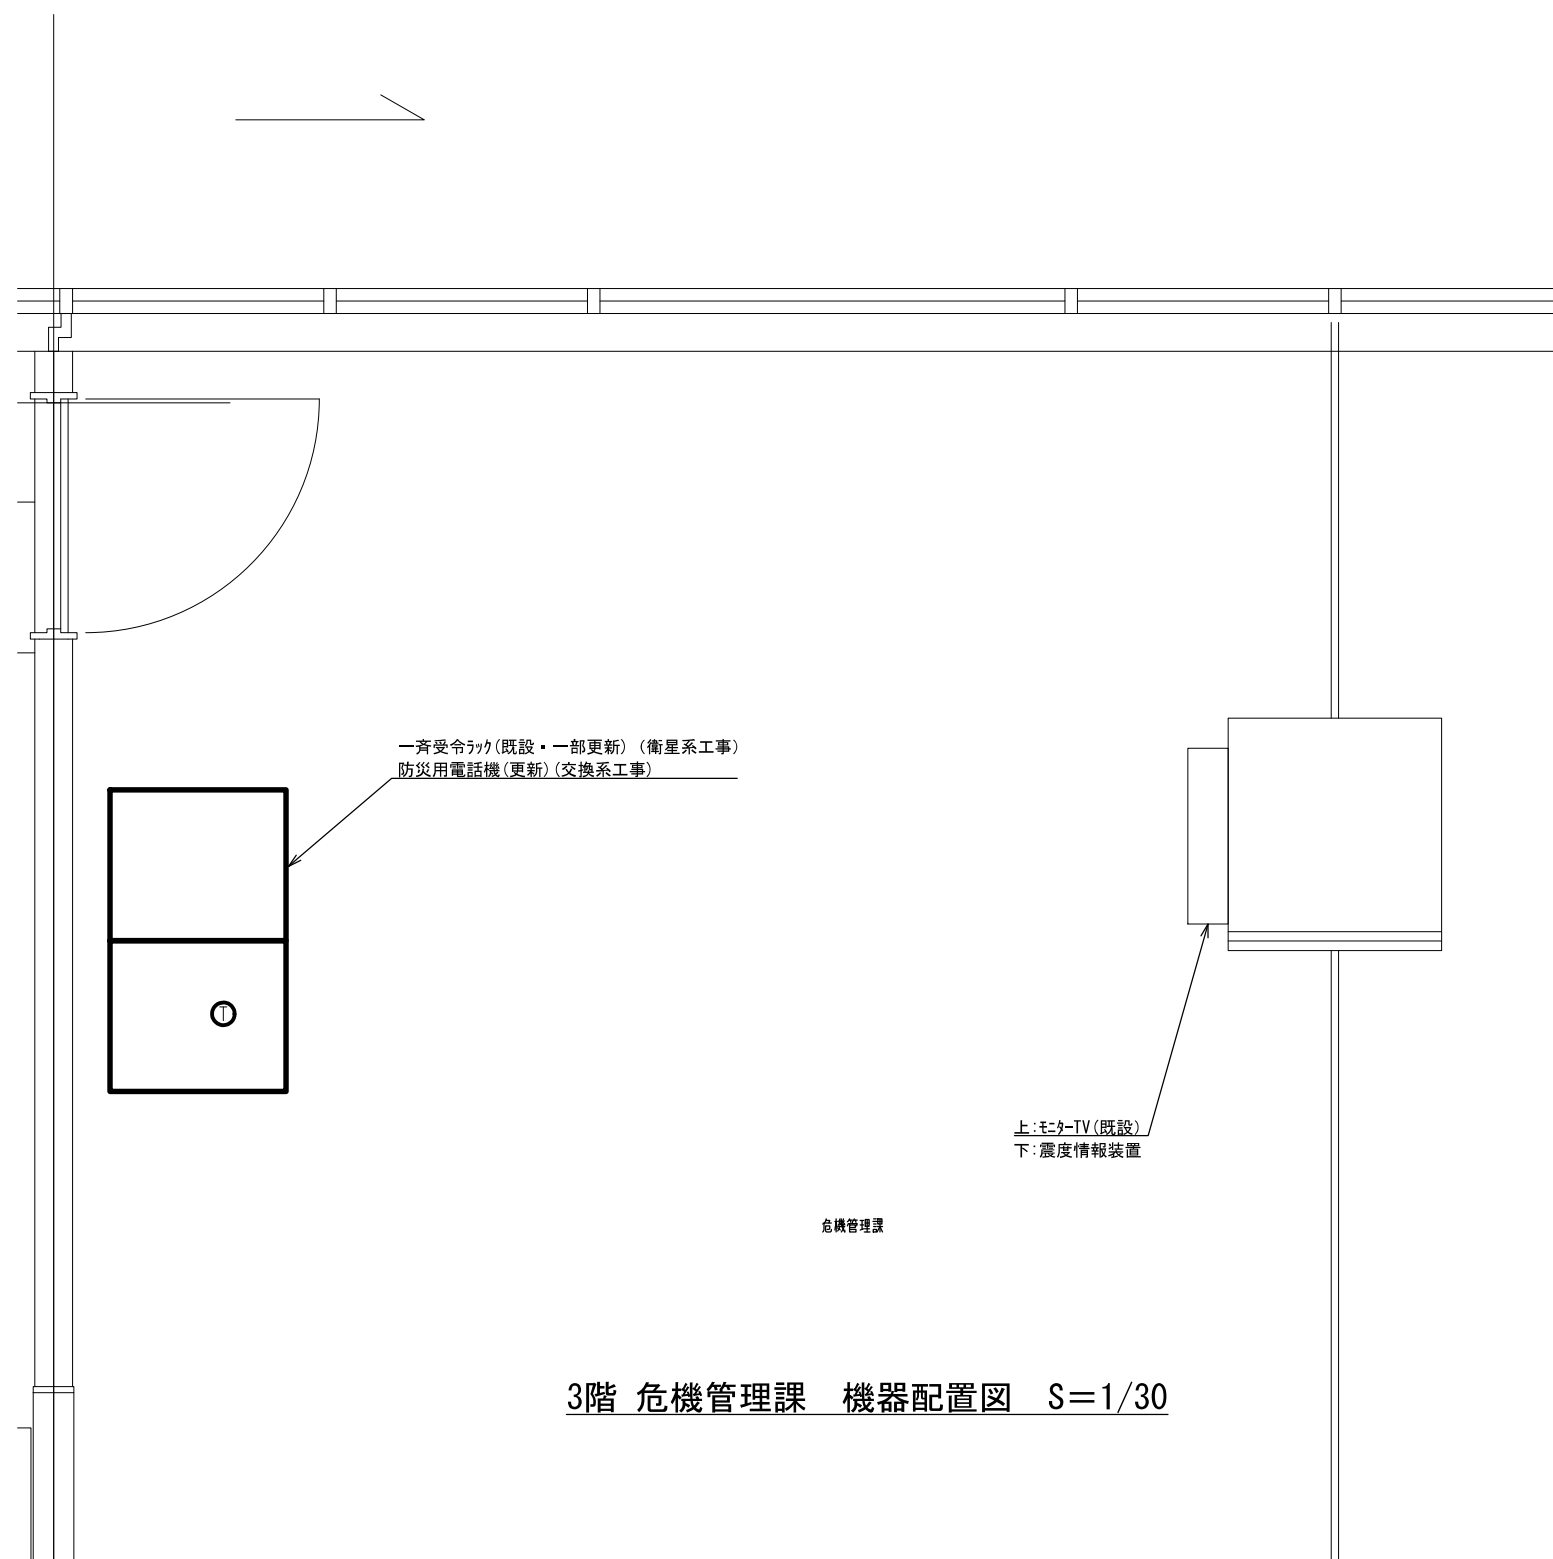 一斉受令ﾗｯｸ(既設・一部更新) (衛星系工事)
防災用電話機(更新)(交換系工事)
T
上:ﾓﾆﾀｰTV(既設)
下:震度情報装置
危機管理課
3階 危機管理課　機器配置図　S＝1/30